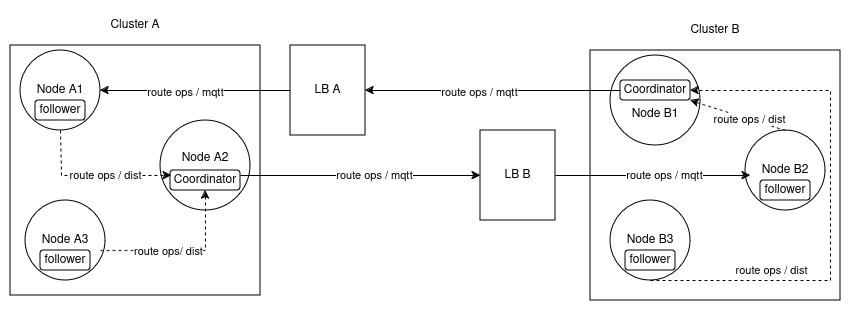 Cluster A
Cluster B
Node A1
follower
route ops / mqtt
LB A
route ops / mqtt
Coordinator
Node B1
route ops / dist
Node A2
Coordinator
route ops / dist
route ops / mqtt
LB B
route ops / mqtt
Node B2
follower
Node A3
follower
route ops/ dist
Node B3
follower
route ops / dist